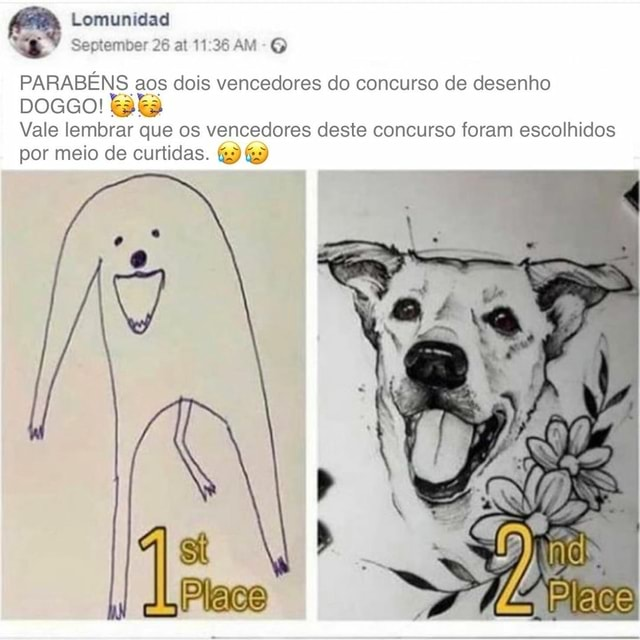 Lomunidad
September 26 at 11:36 AM ·
PARABÉNS aos dois vencedores do concurso de desenho
DOGGO! 🥳🥳
Vale lembrar que os vencedores deste concurso foram escolhidos
por meio de curtidas. 😥😥
1st
Place
2nd
Place